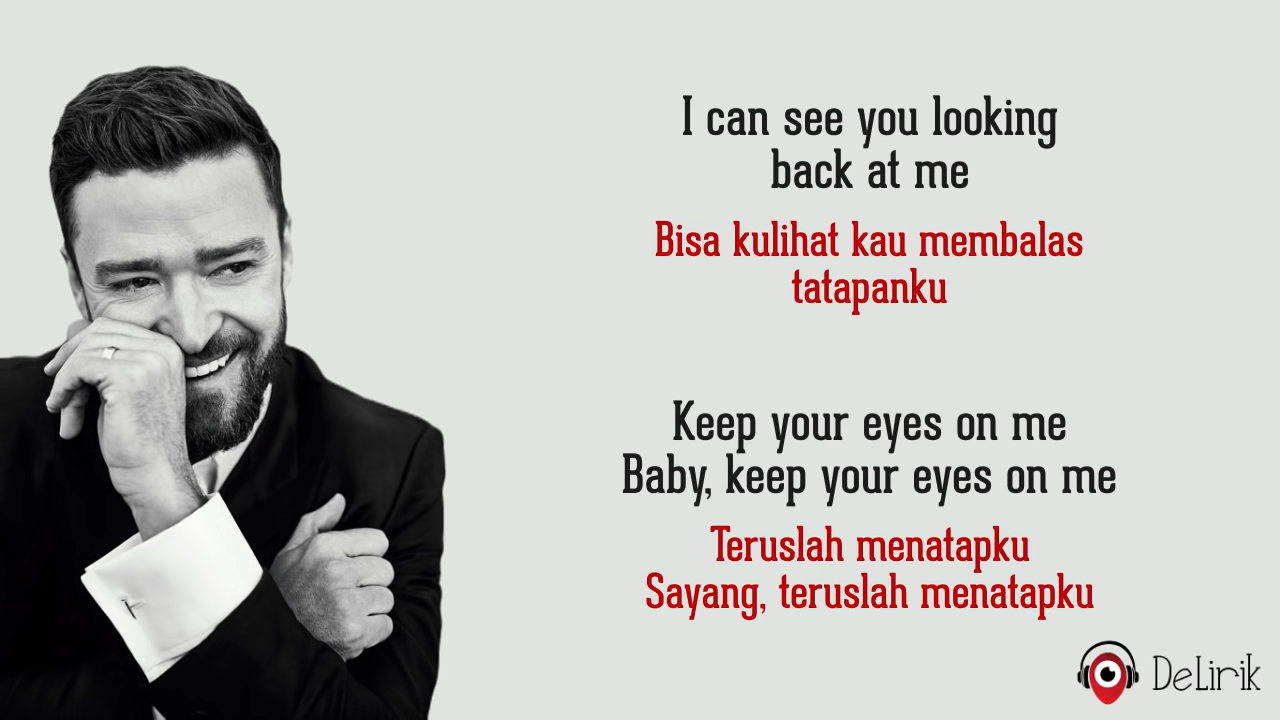 I can see you looking
back at me
Bisa kulihat kau membalas
tatapanku
Keep your eyes on me
Baby, keep your eyes on me
Teruslah menatapku
Sayang, teruslah menatapku
DeLirik